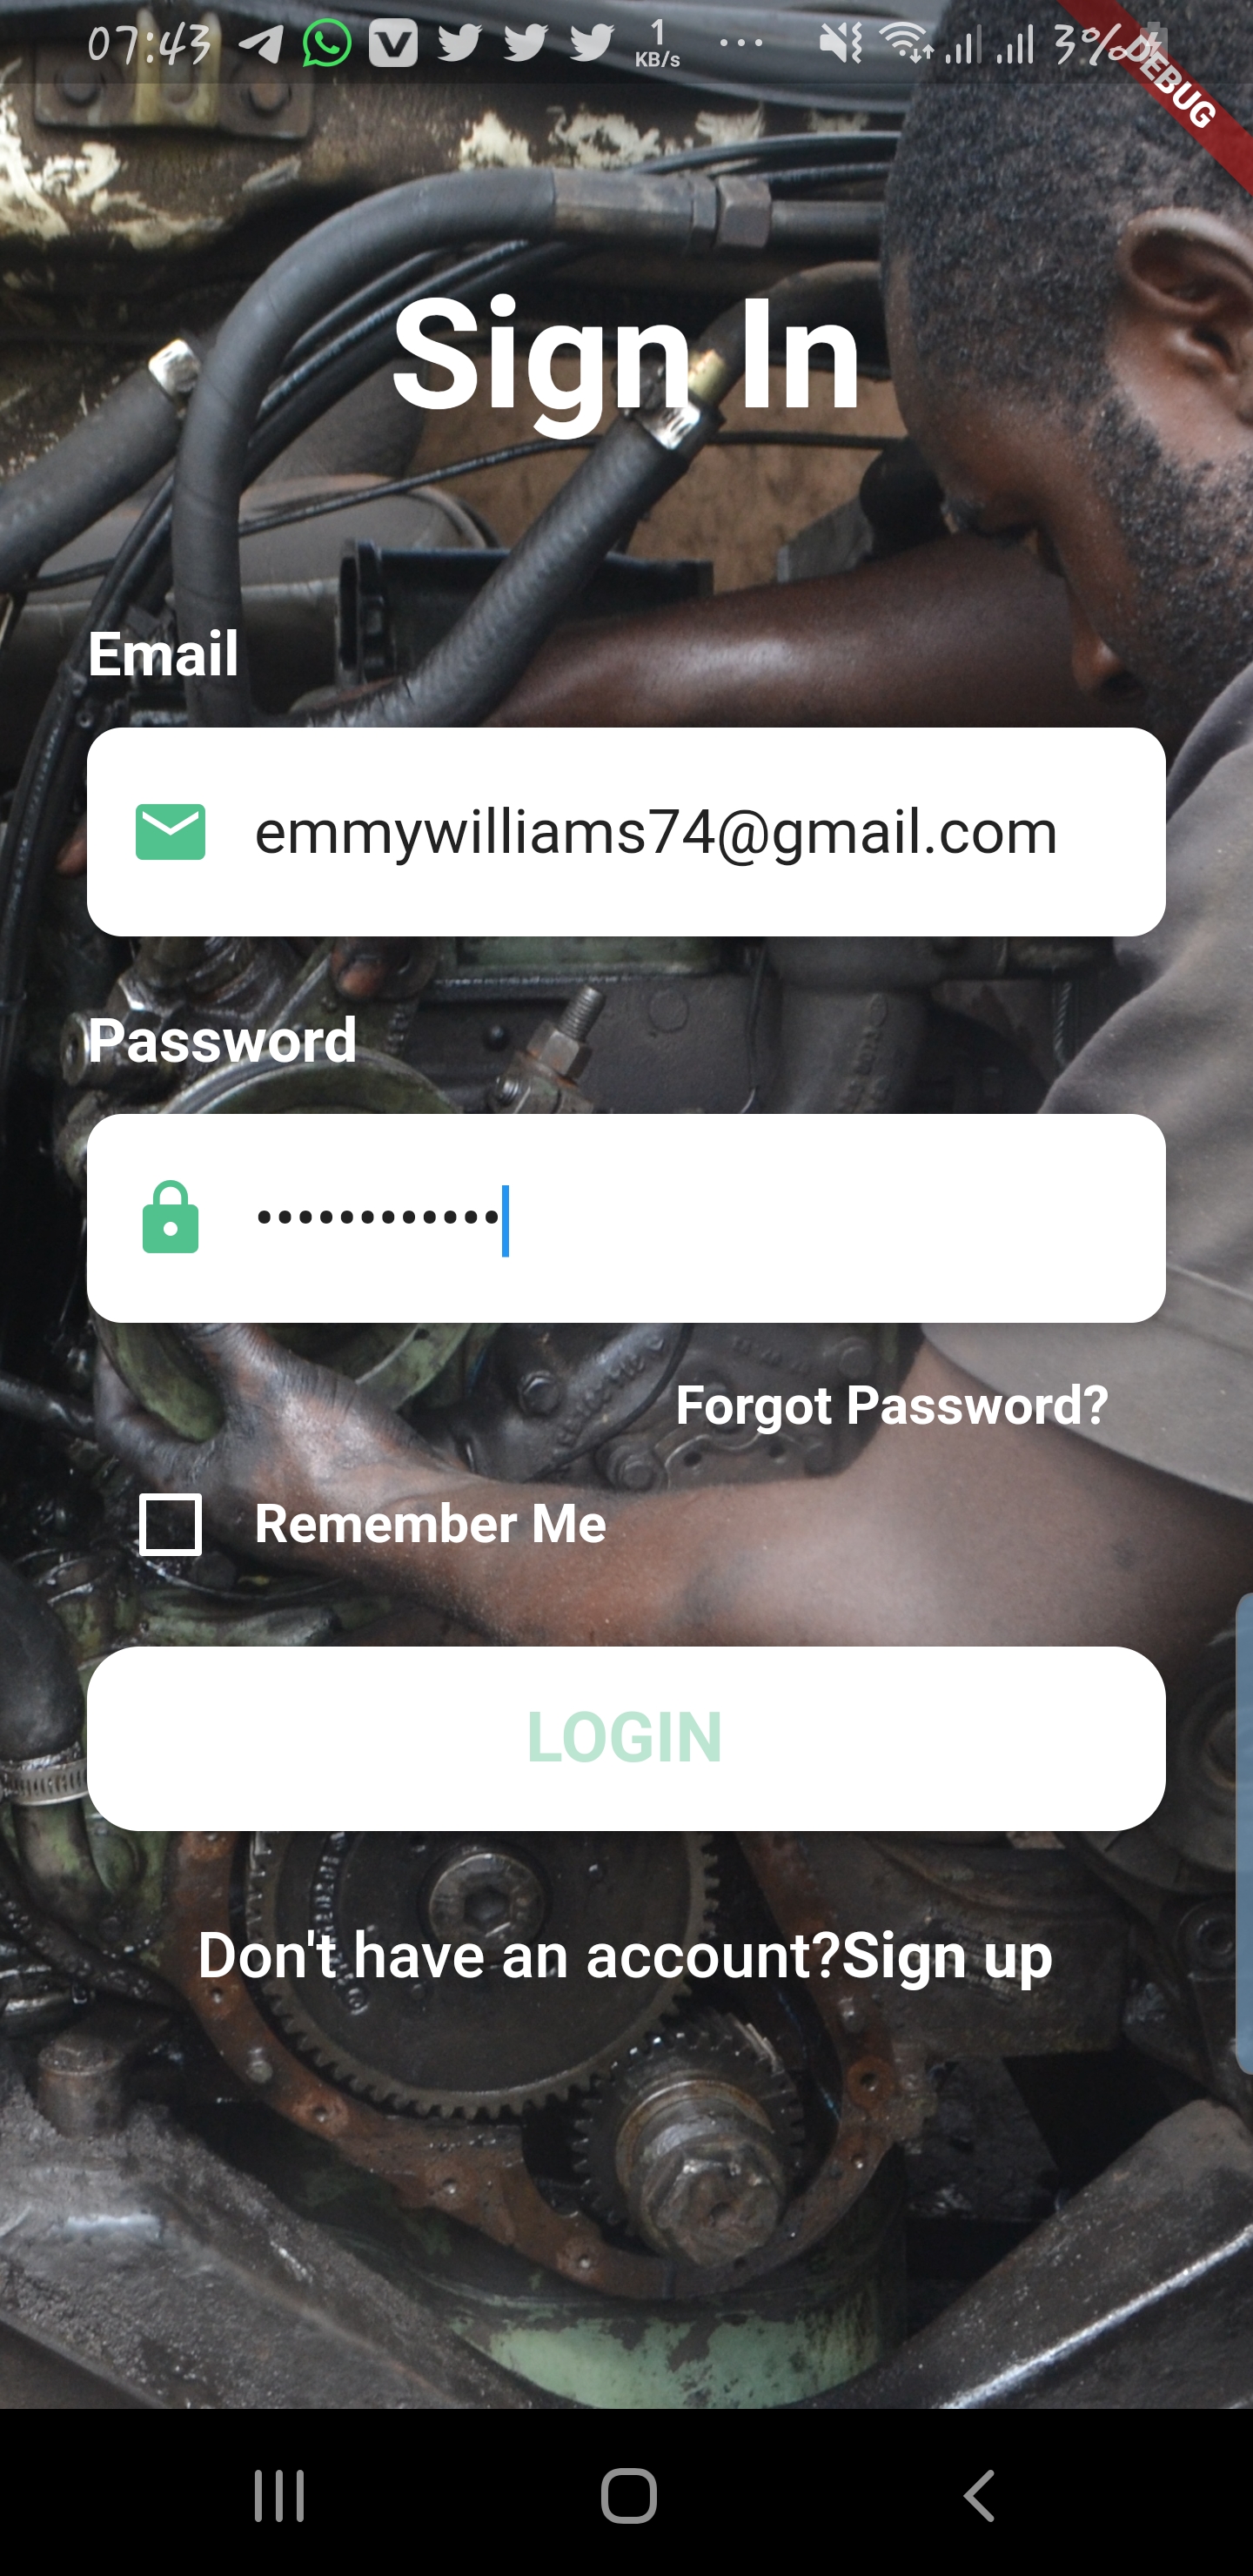 07:43 1 KB/s ... 3%
DEBUG
Sign In
Email
emmywilliams74@gmail.com
Password
••••••••••••
Forgot Password?
Remember Me
LOGIN
Don't have an account?Sign up